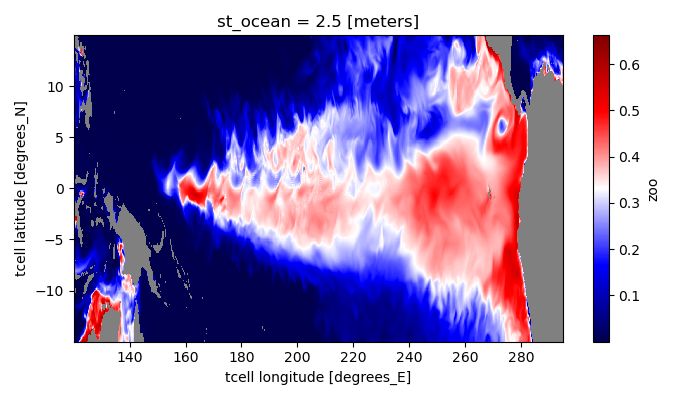 st_ocean = 2.5 [meters]
10
5
0
−5
−10
tcell latitude [degrees_N]
140 160 180 200 220 240 260 280
tcell longitude [degrees_E]
0.6
0.5
0.4
0.3
0.2
0.1
zoo